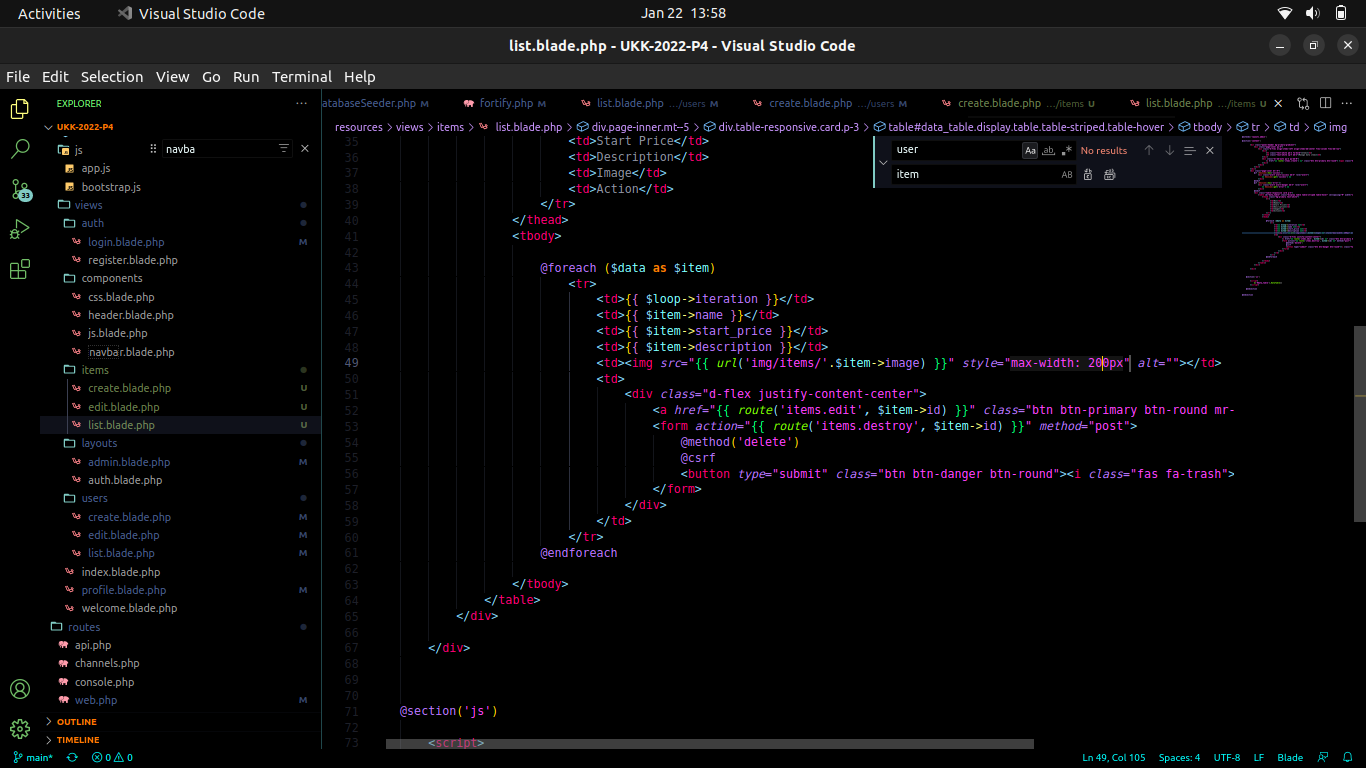 Activities Visual Studio Code Jan 22 13:58
list.blade.php - UKK-2022-P4 - Visual Studio Code
File Edit Selection View Go Run Terminal Help
EXPLORER
UKK-2022-P4
js
navba
app.js
bootstrap.js
33
views
auth
login.blade.php M
register.blade.php
components
css.blade.php
header.blade.php
js.blade.php
navbar.blade.php
items
create.blade.php U
edit.blade.php U
list.blade.php U
layouts
admin.blade.php M
auth.blade.php
users
create.blade.php M
edit.blade.php M
list.blade.php M
index.blade.php
profile.blade.php M
welcome.blade.php
routes
api.php
channels.php
console.php
web.php M
OUTLINE
TIMELINE
atabaseSeeder.php M fortify.php M list.blade.php .../users M create.blade.php .../users M create.blade.php .../items U list.blade.php .../items U
resources > views > items > list.blade.php > div.page-inner.mt--5 > div.table-responsive.card.p-3 > table#data_table.display.table.table-striped.table-hover > tbody > tr > td > img
user Aa ab .* No results
item AB
35 <td>Start Price</td>
36 <td>Description</td>
37 <td>Image</td>
38 <td>Action</td>
39 </tr>
40 </thead>
41 <tbody>
42
43 @foreach ($data as $item)
44 <tr>
45 <td>{{ $loop->iteration }}</td>
46 <td>{{ $item->name }}</td>
47 <td>{{ $item->start_price }}</td>
48 <td>{{ $item->description }}</td>
49 <td><img src="{{ url('img/items/'.$item->image) }}" style="max-width: 200px" alt=""></td>
50 <td>
51 <div class="d-flex justify-content-center">
52 <a href="{{ route('items.edit', $item->id) }}" class="btn btn-primary btn-round mr-
53 <form action="{{ route('items.destroy', $item->id) }}" method="post">
54 @method('delete')
55 @csrf
56 <button type="submit" class="btn btn-danger btn-round"><i class="fas fa-trash">
57 </form>
58 </div>
59 </td>
60 </tr>
61 @endforeach
62
63 </tbody>
64 </table>
65 </div>
66
67 </div>
68
69
70
71 @section('js')
72
73 <script>
main* 0 0 Ln 49, Col 105 Spaces: 4 UTF-8 LF Blade